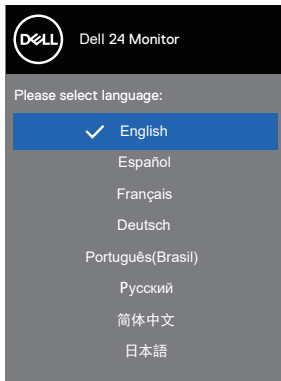 DELL
Dell 24 Monitor
Please select language:
English
Español
Français
Deutsch
Português(Brasil)
Русский
简体中文
日本語